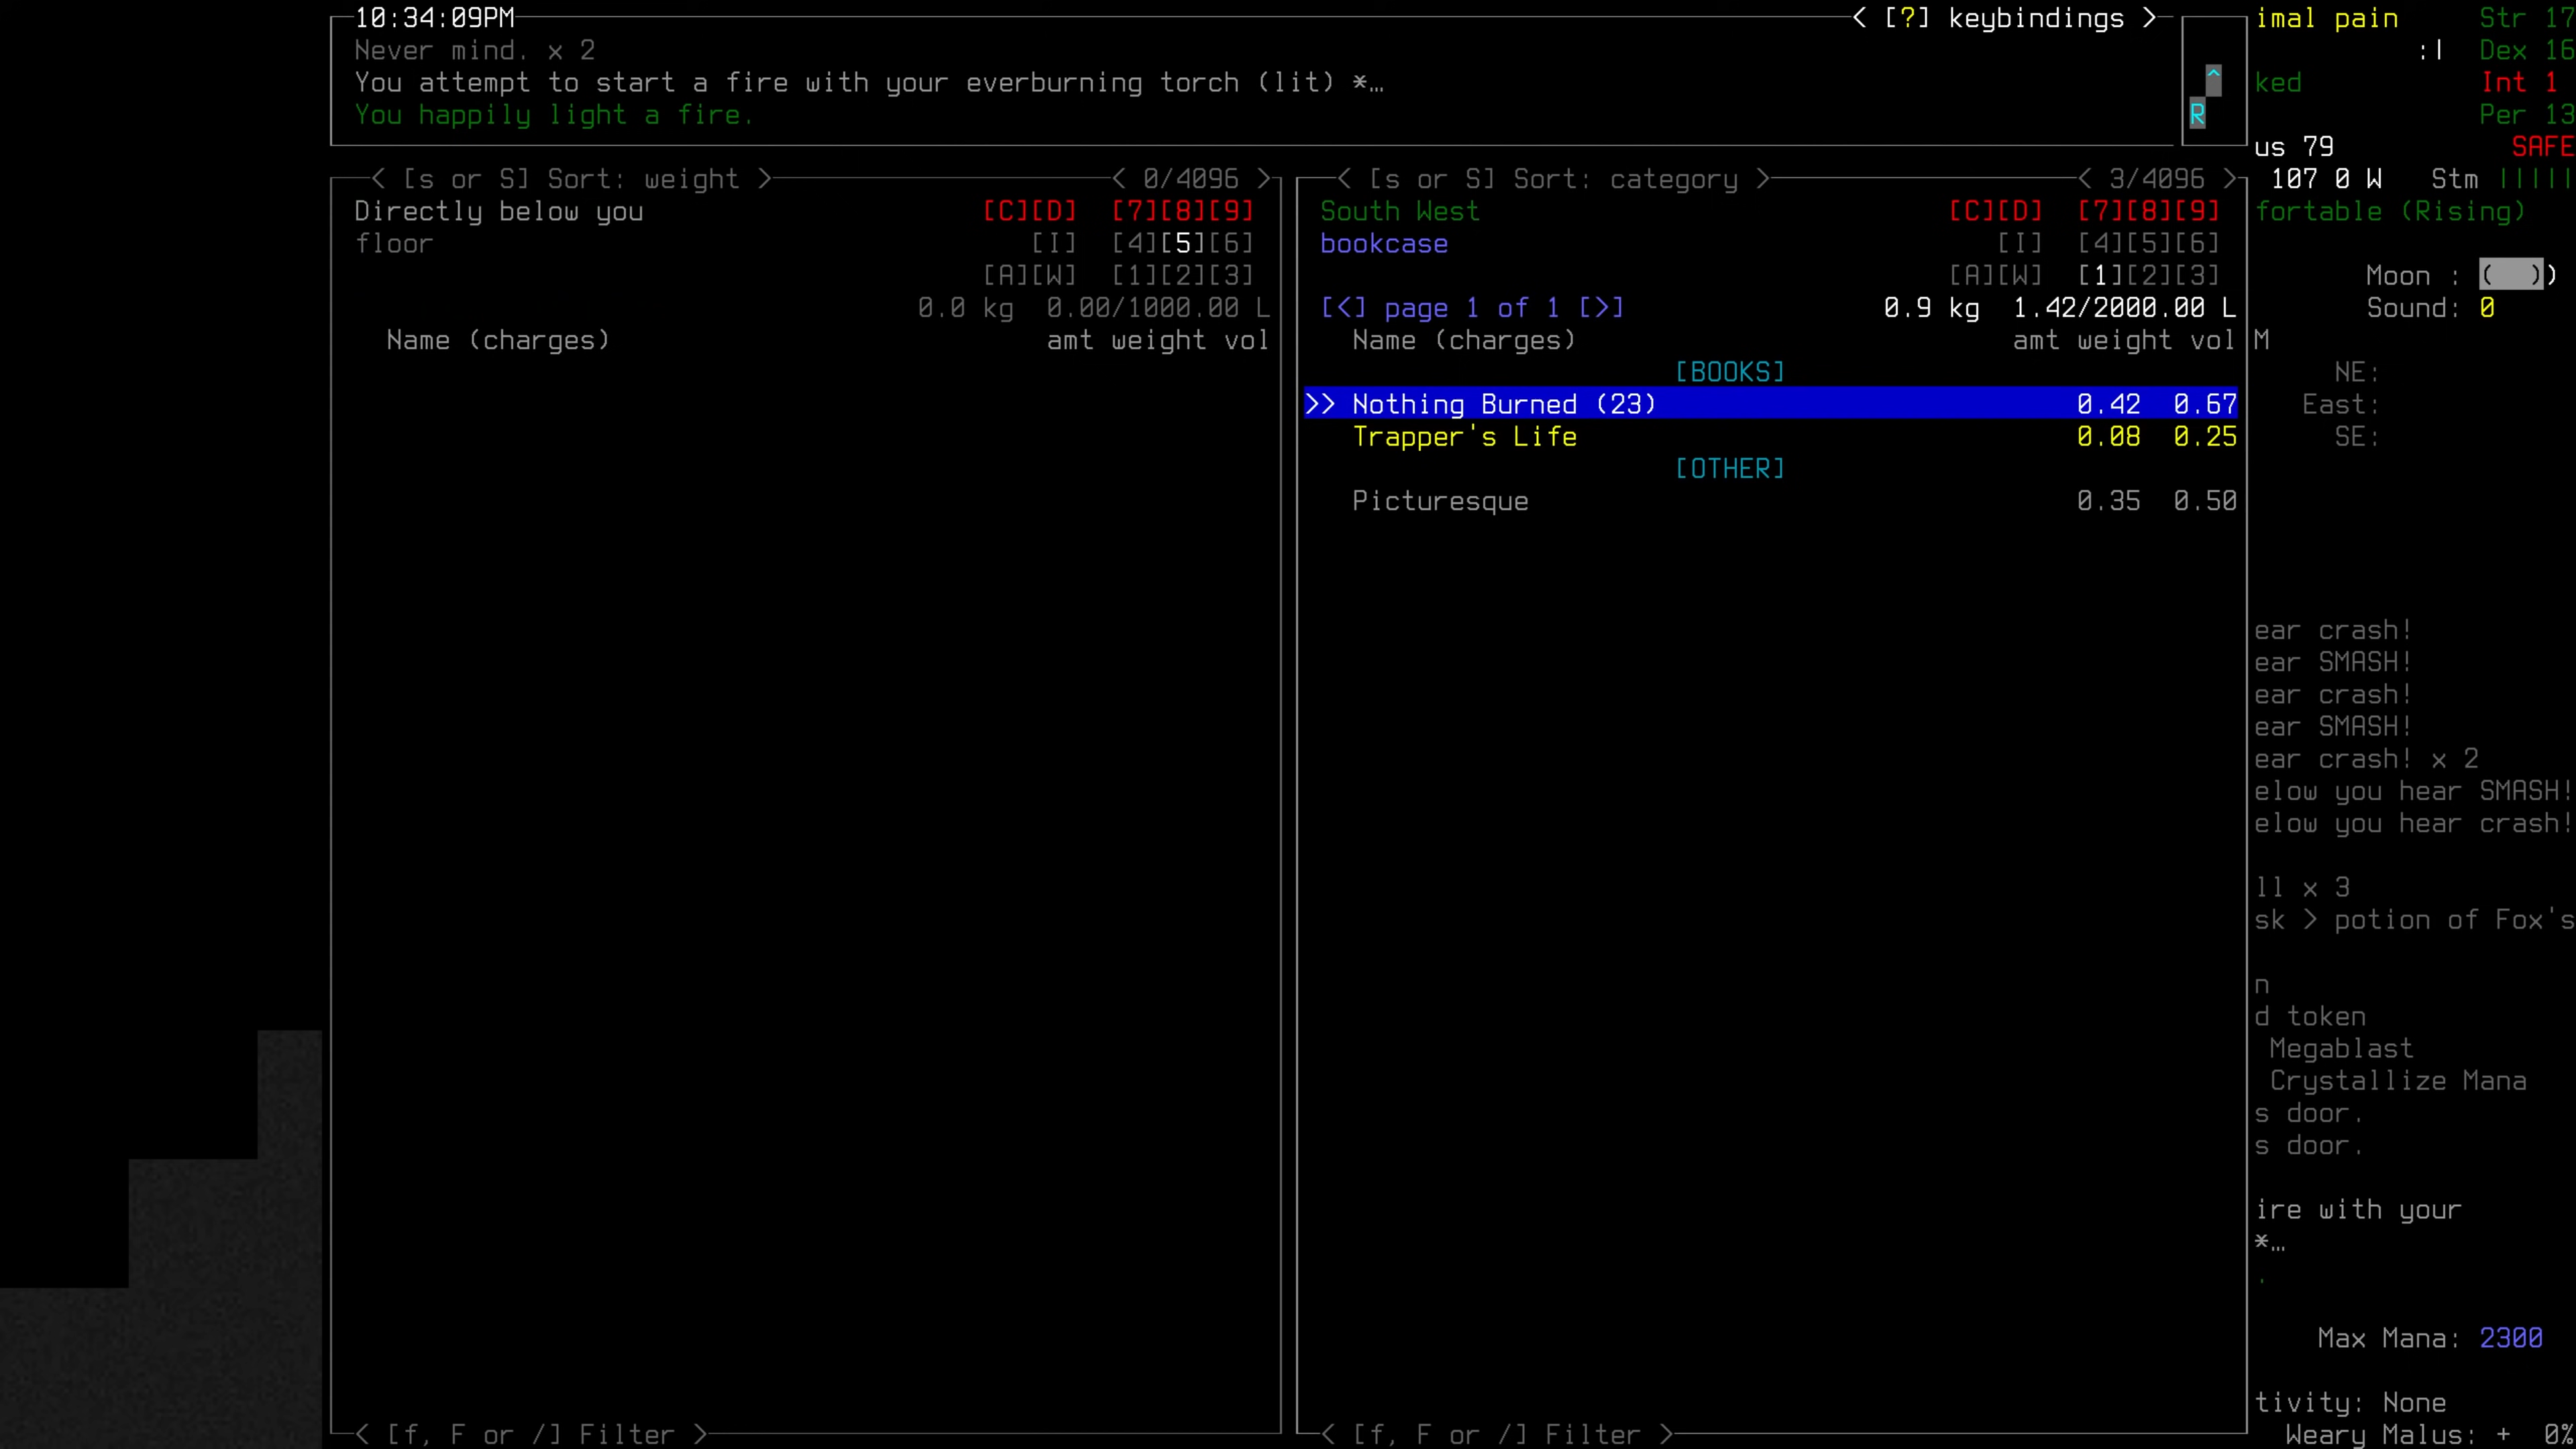 10:34:09PM
< [?] keybindings >
Never mind. x 2
You attempt to start a fire with your everburning torch (lit) *…
You happily light a fire.
^
R
imal pain Str 17
:| Dex 16
ked Int 1
Per 13
us 79 SAFE
107 0 W Stm |||||
fortable (Rising)
Moon : ( ))
Sound: 0
M
NE:
East:
SE:
< [s or S] Sort: weight > < 0/4096 >
Directly below you [C][D] [7][8][9]
floor [I] [4][5][6]
[A][W] [1][2][3]
0.0 kg 0.00/1000.00 L
Name (charges) amt weight vol
< [f, F or /] Filter >
< [s or S] Sort: category > < 3/4096 >
South West [C][D] [7][8][9]
bookcase [I] [4][5][6]
[A][W] [1][2][3]
[<] page 1 of 1 [>] 0.9 kg 1.42/2000.00 L
Name (charges) amt weight vol
[BOOKS]
>> Nothing Burned (23) 0.42 0.67
Trapper's Life 0.08 0.25
[OTHER]
Picturesque 0.35 0.50
< [f, F or /] Filter >
ear crash!
ear SMASH!
ear crash!
ear SMASH!
ear crash! x 2
elow you hear SMASH!
elow you hear crash!
ll x 3
sk > potion of Fox's
n
d token
Megablast
Crystallize Mana
s door.
s door.
ire with your
*…
.
Max Mana: 2300
tivity: None
Weary Malus: + 0%